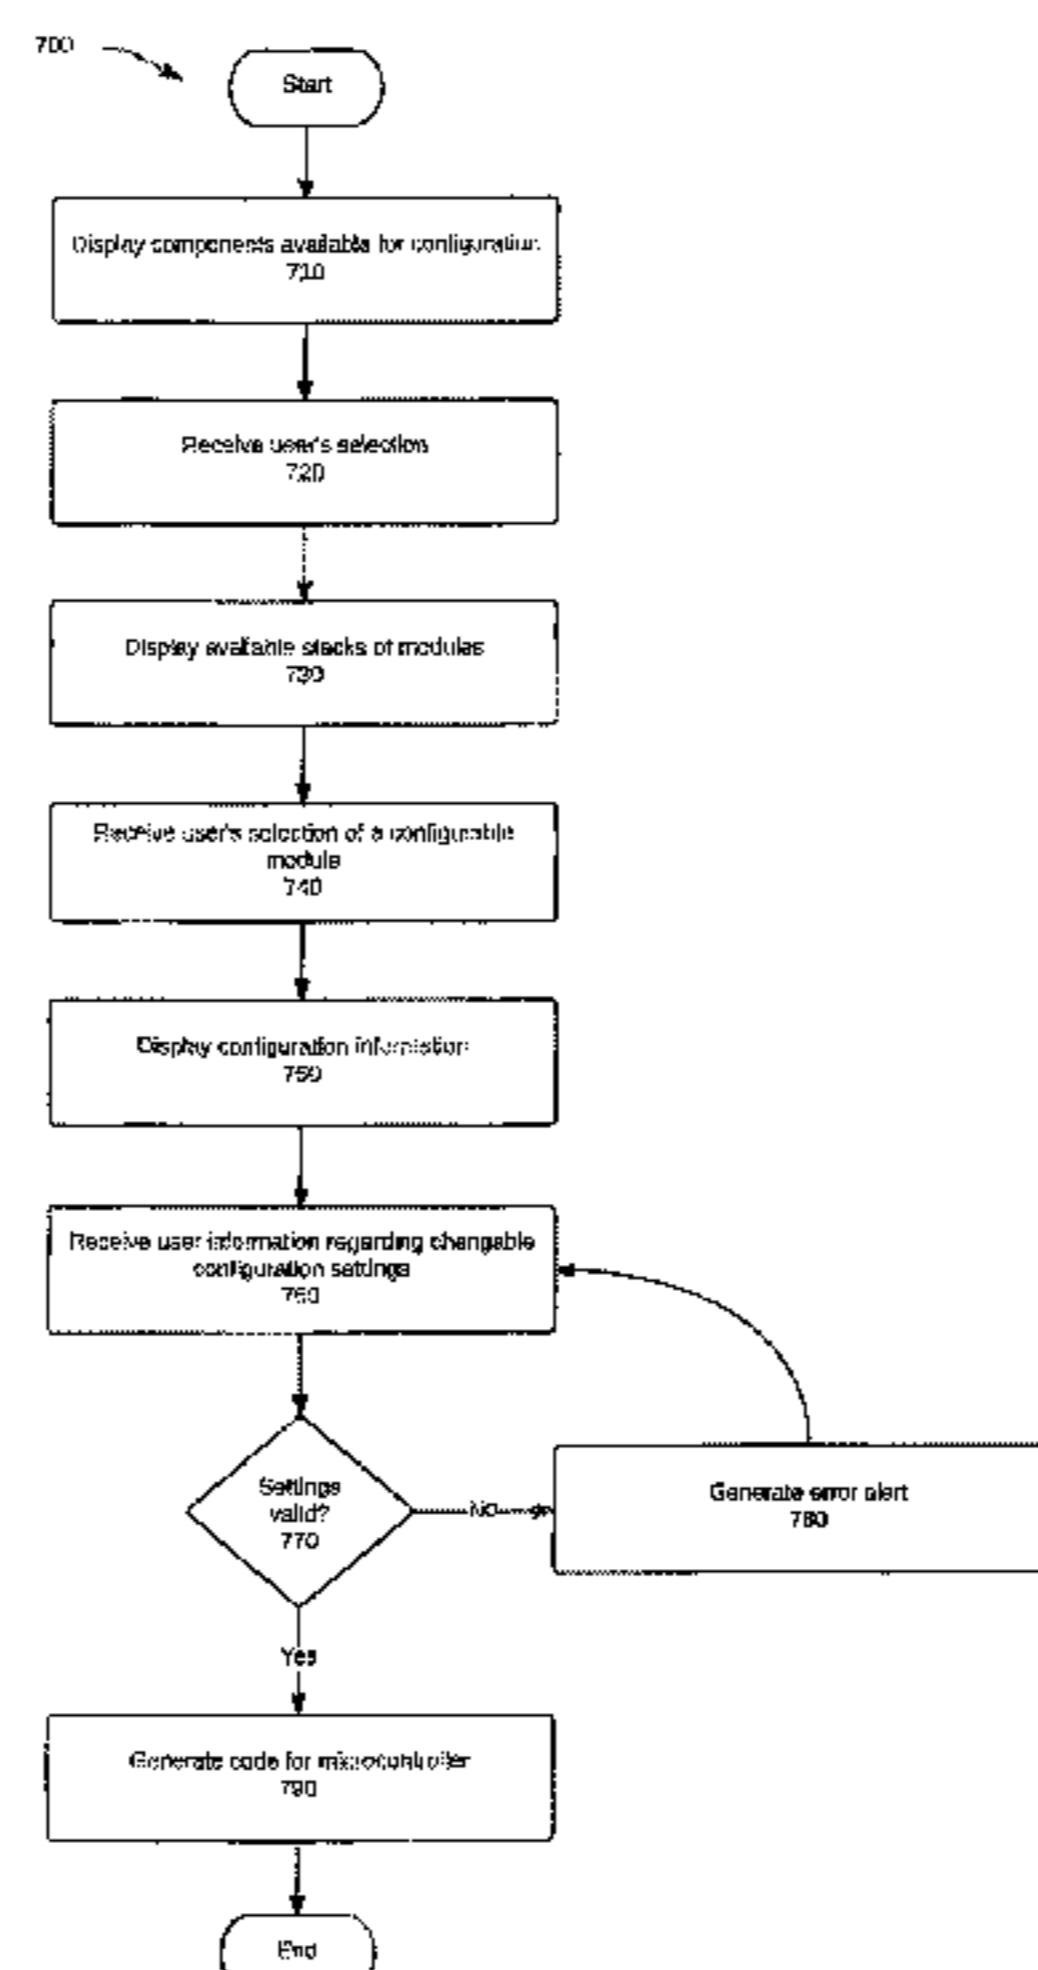 700
Start
Display components available for configuration
710
Receive user's selection
720
Display available stacks of modules
730
Receive user's selection of a configurable
module
740
Display configuration information
750
Receive user information regarding changable
configuration settings
760
Settings
valid?
770
No
Generate error alert
780
Yes
Generate code for microcontroller
790
End